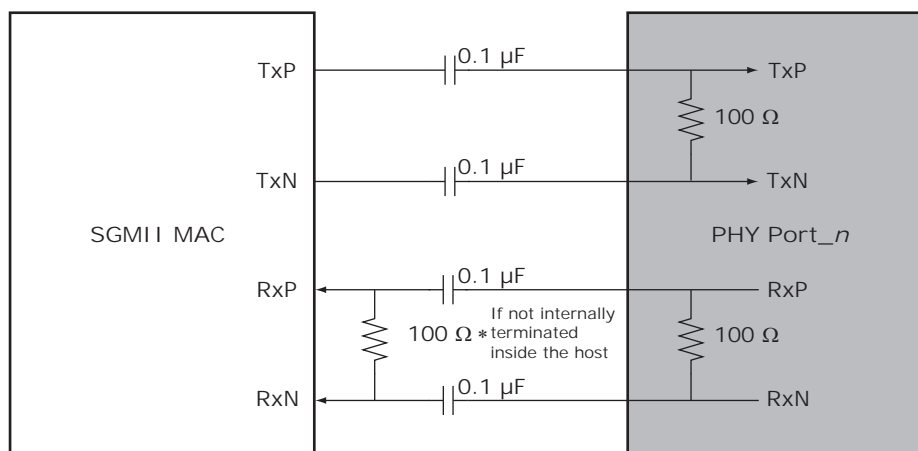 0.1 µF
TxP
TxP
100 Ω
0.1 µF
TxN
TxN
SGMII MAC
PHY Port_n
0.1 µF
RxP
RxP
If not internally
100 Ω * terminated
100 Ω
inside the host
0.1 µF
RxN
RxN